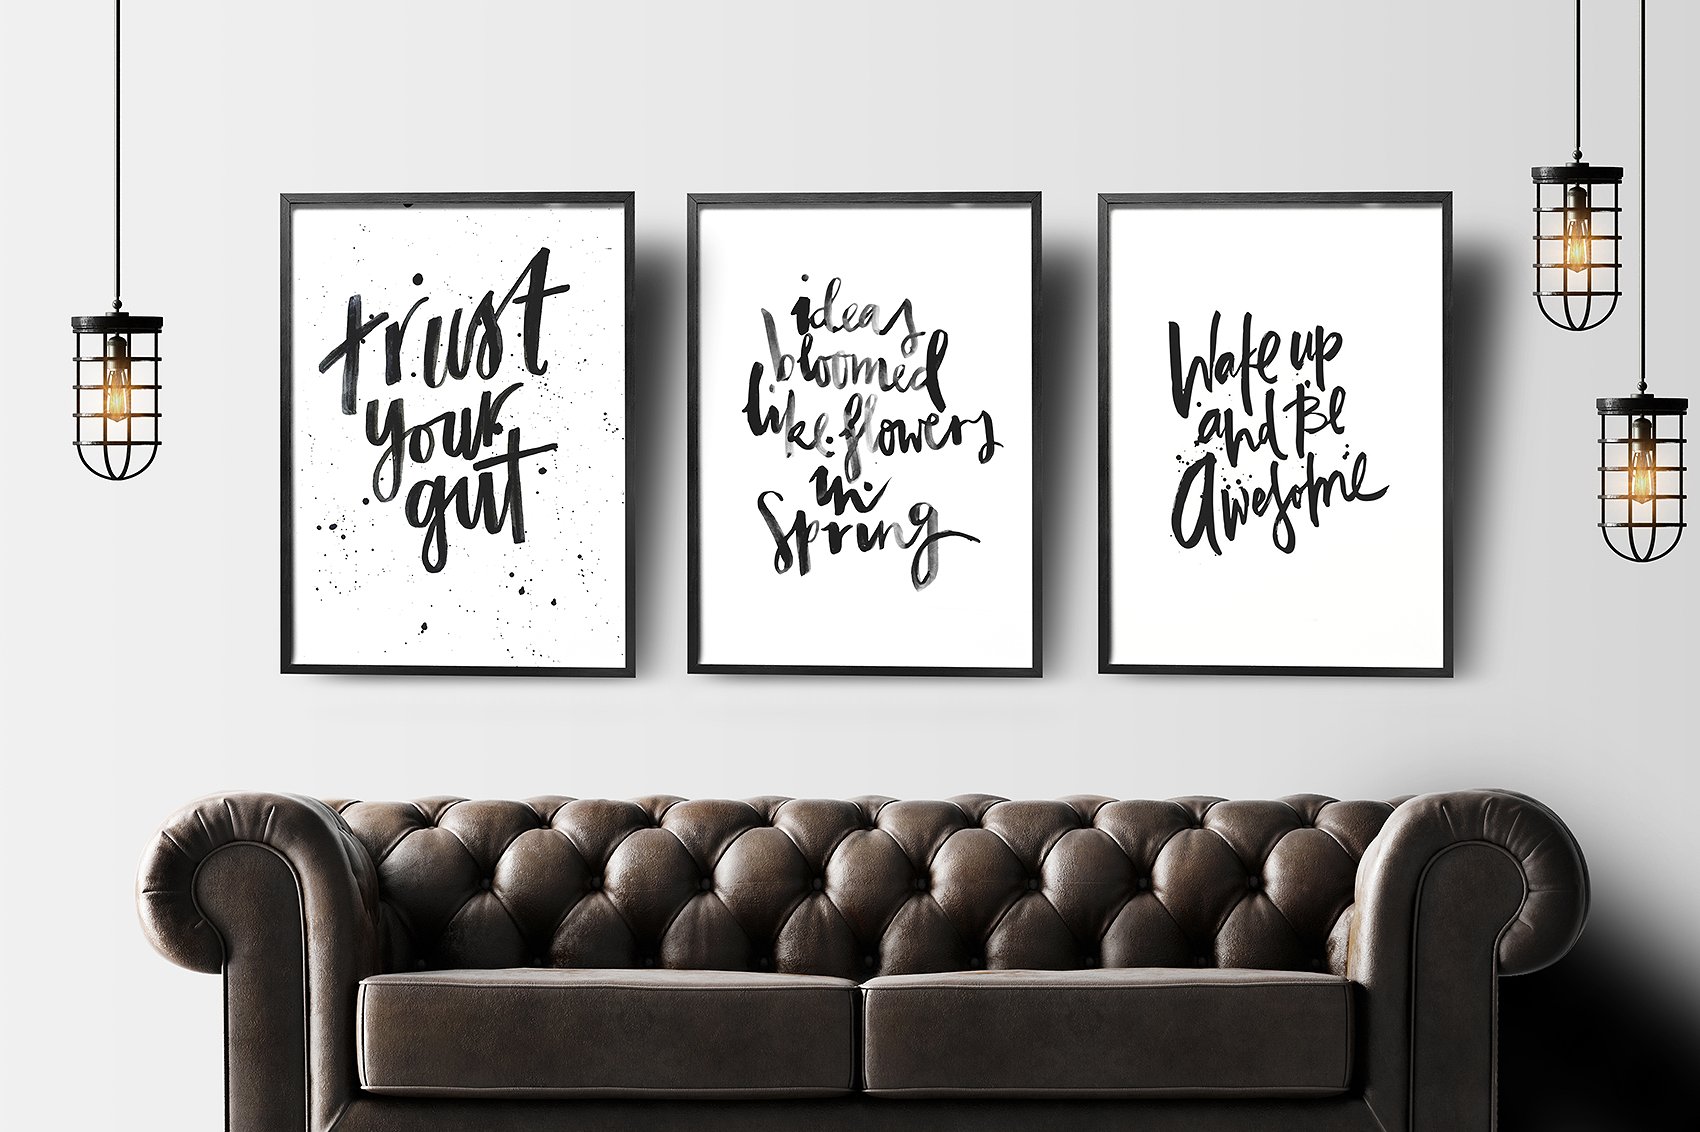 trust
your
gut
ideas
bloomed
like flowers
in
Spring
Wake up
and Be
Awesome